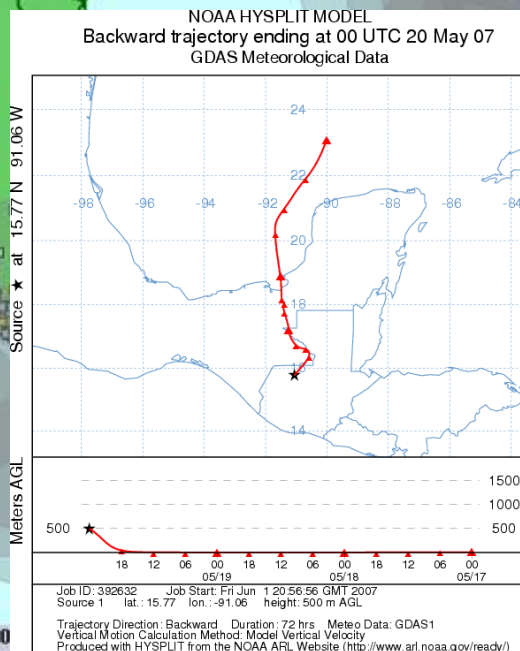 NOAA HYSPLIT MODEL
Backward trajectory ending at 00 UTC 20 May 07
GDAS Meteorological Data
Source ★ at 15.77 N 91.06 W
24
22
-98 -96 -94 -92 -90 -88 -86
20
18
16
14
Meters AGL
1500
1000
500 500
18 12 06 00 18 12 06 00 18 12 06 00
05/19 05/18 05/17
Job ID: 392632 Job Start: Fri Jun 1 20:56:56 GMT 2007
Source 1 lat.: 15.77 lon.: -91.06 height: 500 m AGL
Trajectory Direction: Backward Duration: 72 hrs Meteo Data: GDAS1
Vertical Motion Calculation Method: Model Vertical Velocity
Produced with HYSPLIT from the NOAA ARL Website (http://www.arl.noaa.gov/ready/)